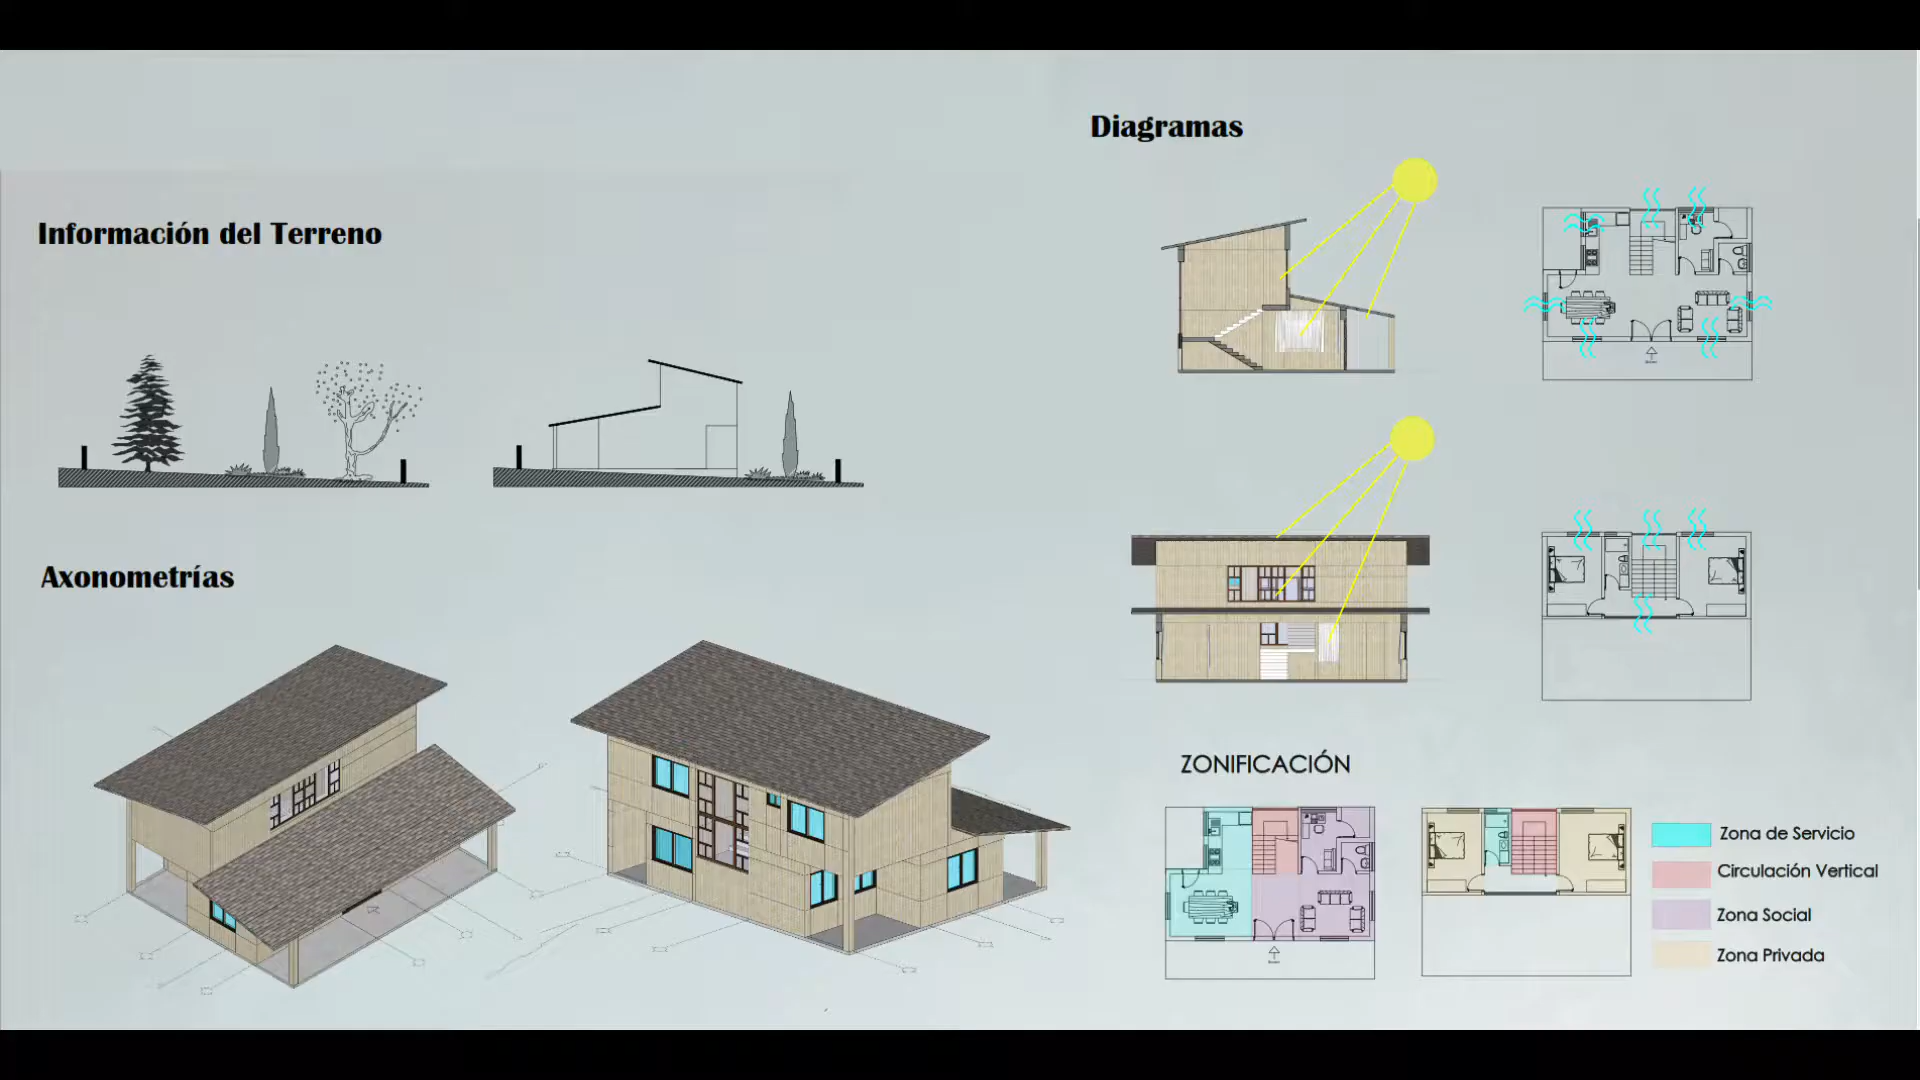 Diagramas
Información del Terreno
Axonometrías
ZONIFICACIÓN
Zona de Servicio
Circulación Vertical
Zona Social
Zona Privada